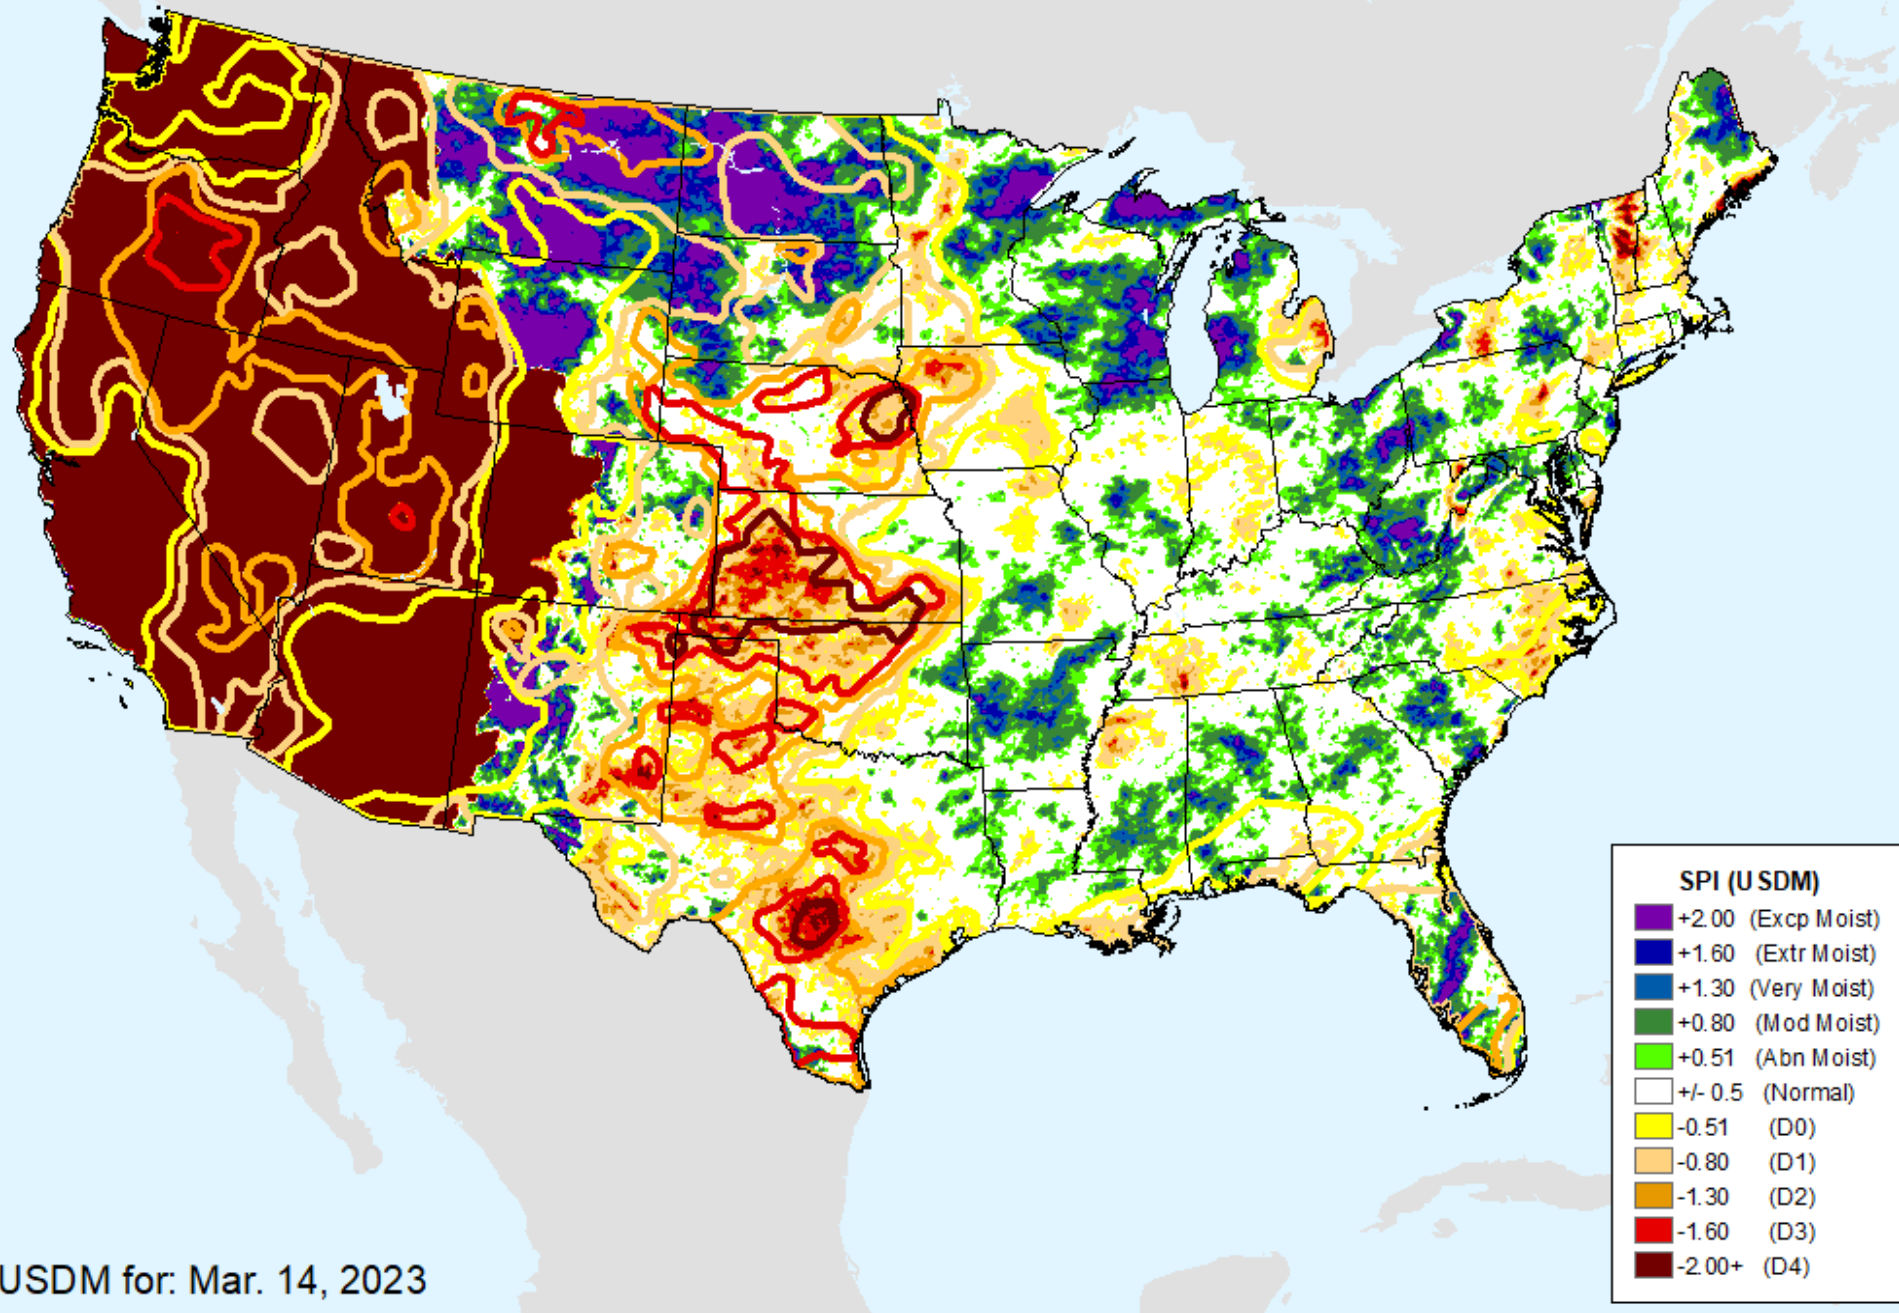 SPI (USDM)
+2.00 (Excp Moist)
+1.60 (Extr Moist)
+1.30 (Very Moist)
+0.80 (Mod Moist)
+0.51 (Abn Moist)
+/- 0.5 (Normal)
-0.51 (D0)
-0.80 (D1)
-1.30 (D2)
-1.60 (D3)
-2.00+ (D4)
USDM for: Mar. 14, 2023